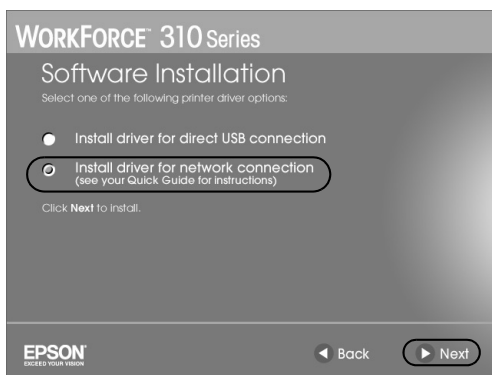 WORKFORCE™ 310 Series
Software Installation
Select one of the following printer driver options:
Install driver for direct USB connection
Install driver for network connection
(see your Quick Guide for instructions)
Click Next to install.
EPSON®
EXCEED YOUR VISION
Back
Next